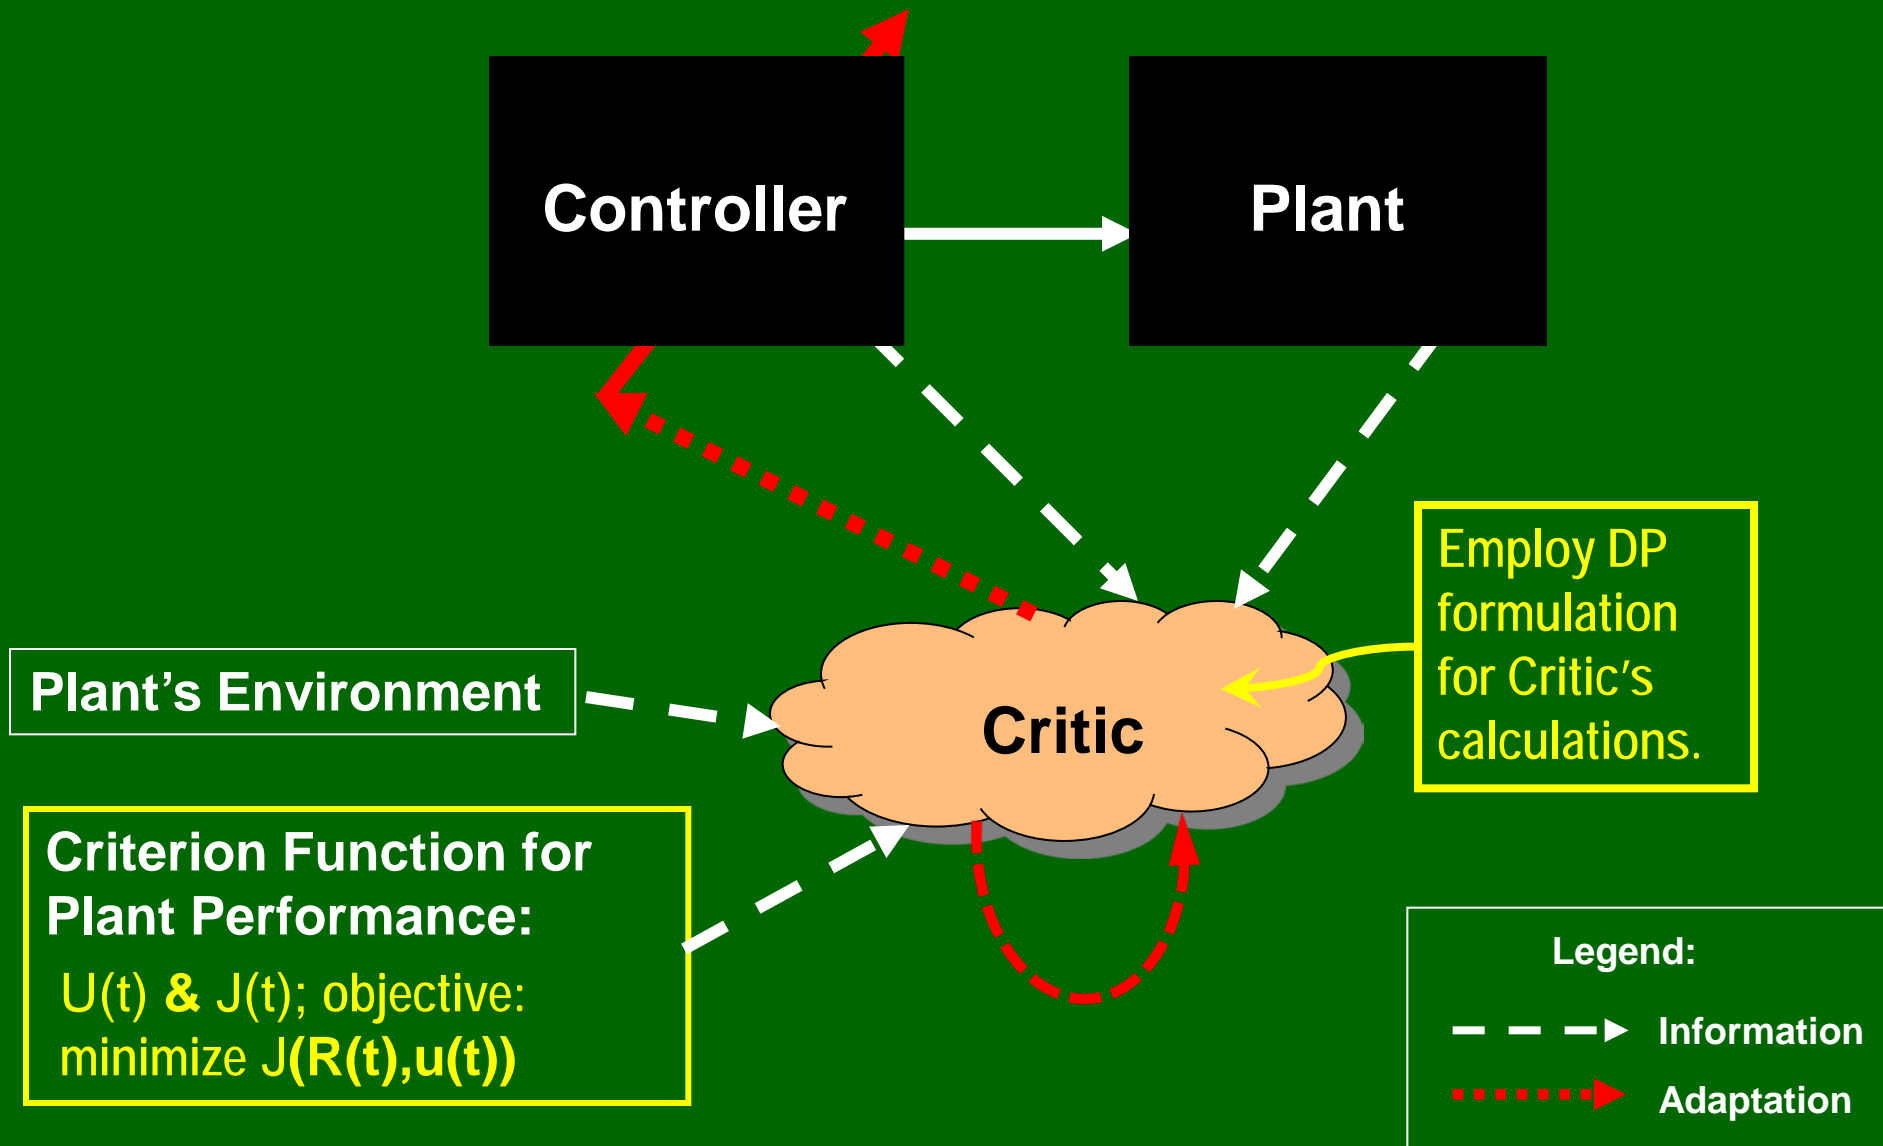 Controller
Plant
Employ DP
formulation
for Critic's
calculations.
Plant’s Environment
Critic
Criterion Function for
Plant Performance:
U(t) & J(t); objective:
minimize J(R(t),u(t))
Legend:
Information
Adaptation